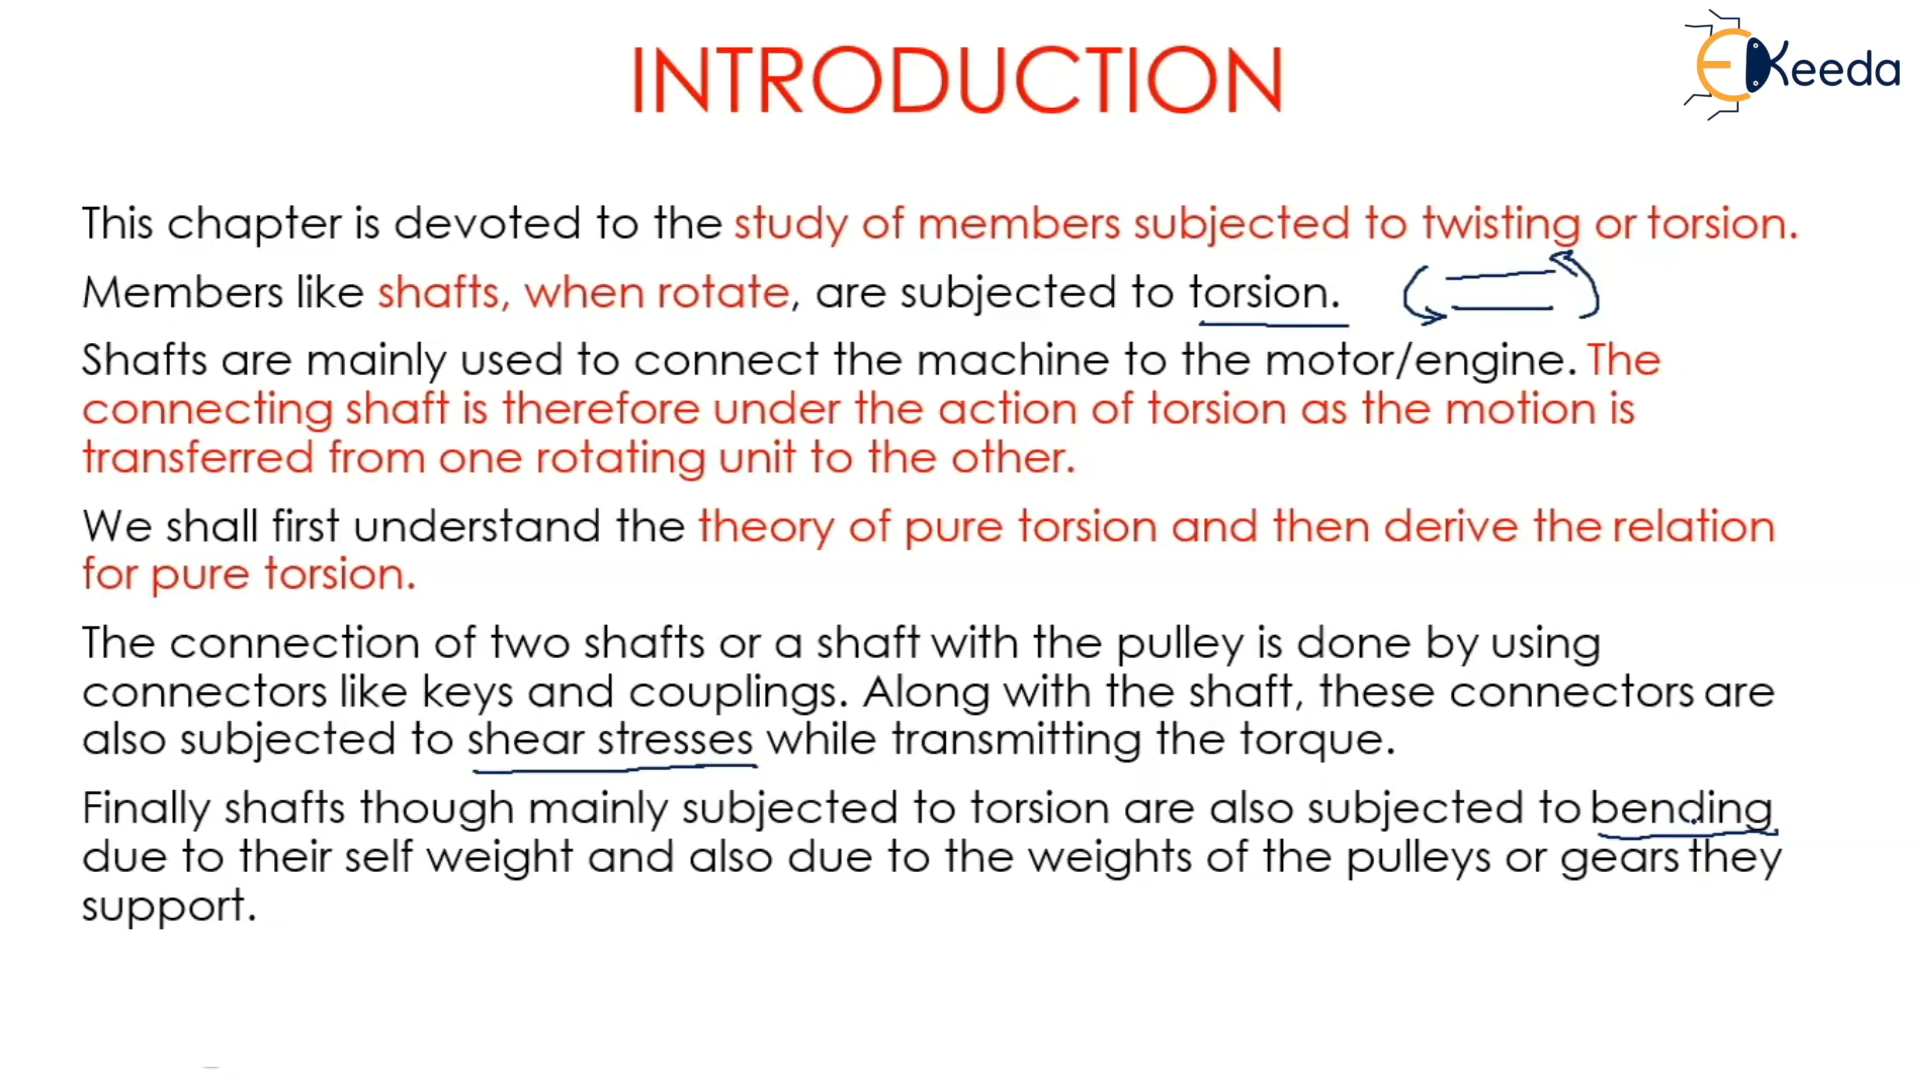 INTRODUCTION
EKeeda
This chapter is devoted to the study of members subjected to twisting or torsion.
Members like shafts, when rotate, are subjected to torsion.
Shafts are mainly used to connect the machine to the motor/engine. The
connecting shaft is therefore under the action of torsion as the motion is
transferred from one rotating unit to the other.
We shall first understand the theory of pure torsion and then derive the relation
for pure torsion.
The connection of two shafts or a shaft with the pulley is done by using
connectors like keys and couplings. Along with the shaft, these connectors are
also subjected to shear stresses while transmitting the torque.
Finally shafts though mainly subjected to torsion are also subjected to bending
due to their self weight and also due to the weights of the pulleys or gears they
support.